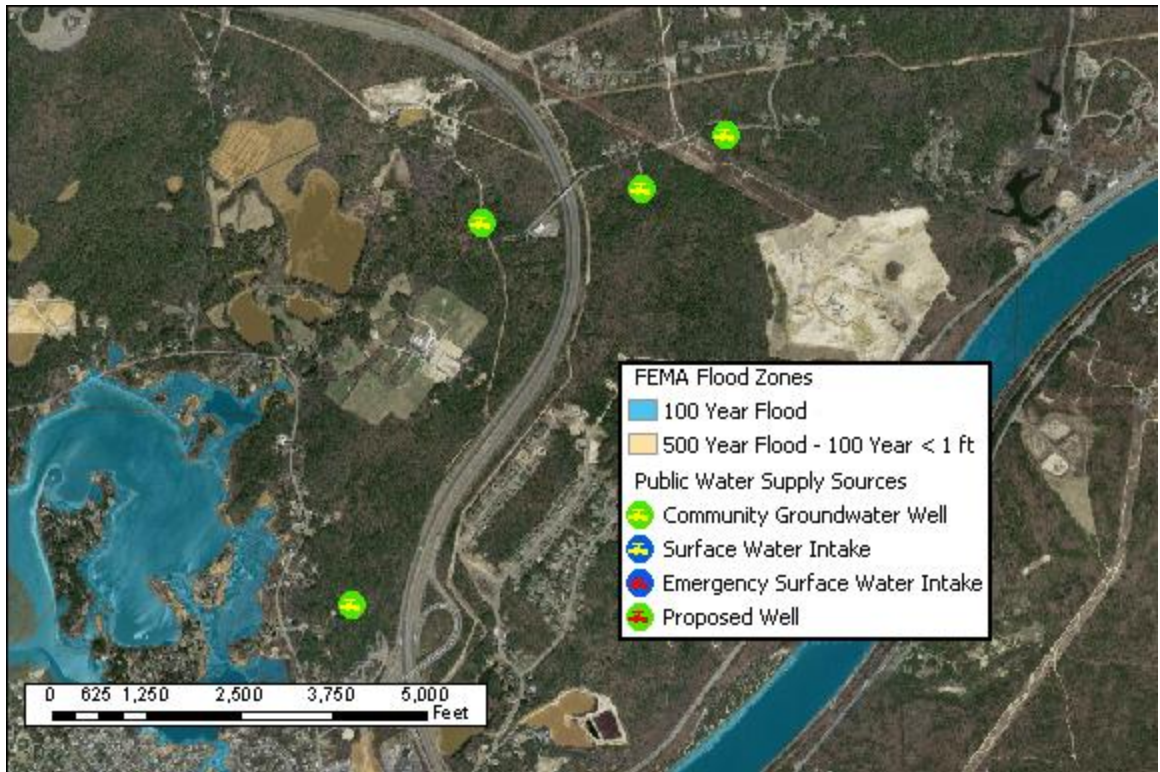 FEMA Flood Zones
100 Year Flood
500 Year Flood - 100 Year < 1 ft
Public Water Supply Sources
Community Groundwater Well
Surface Water Intake
Emergency Surface Water Intake
Proposed Well
0 625 1,250 2,500 3,750 5,000
Feet